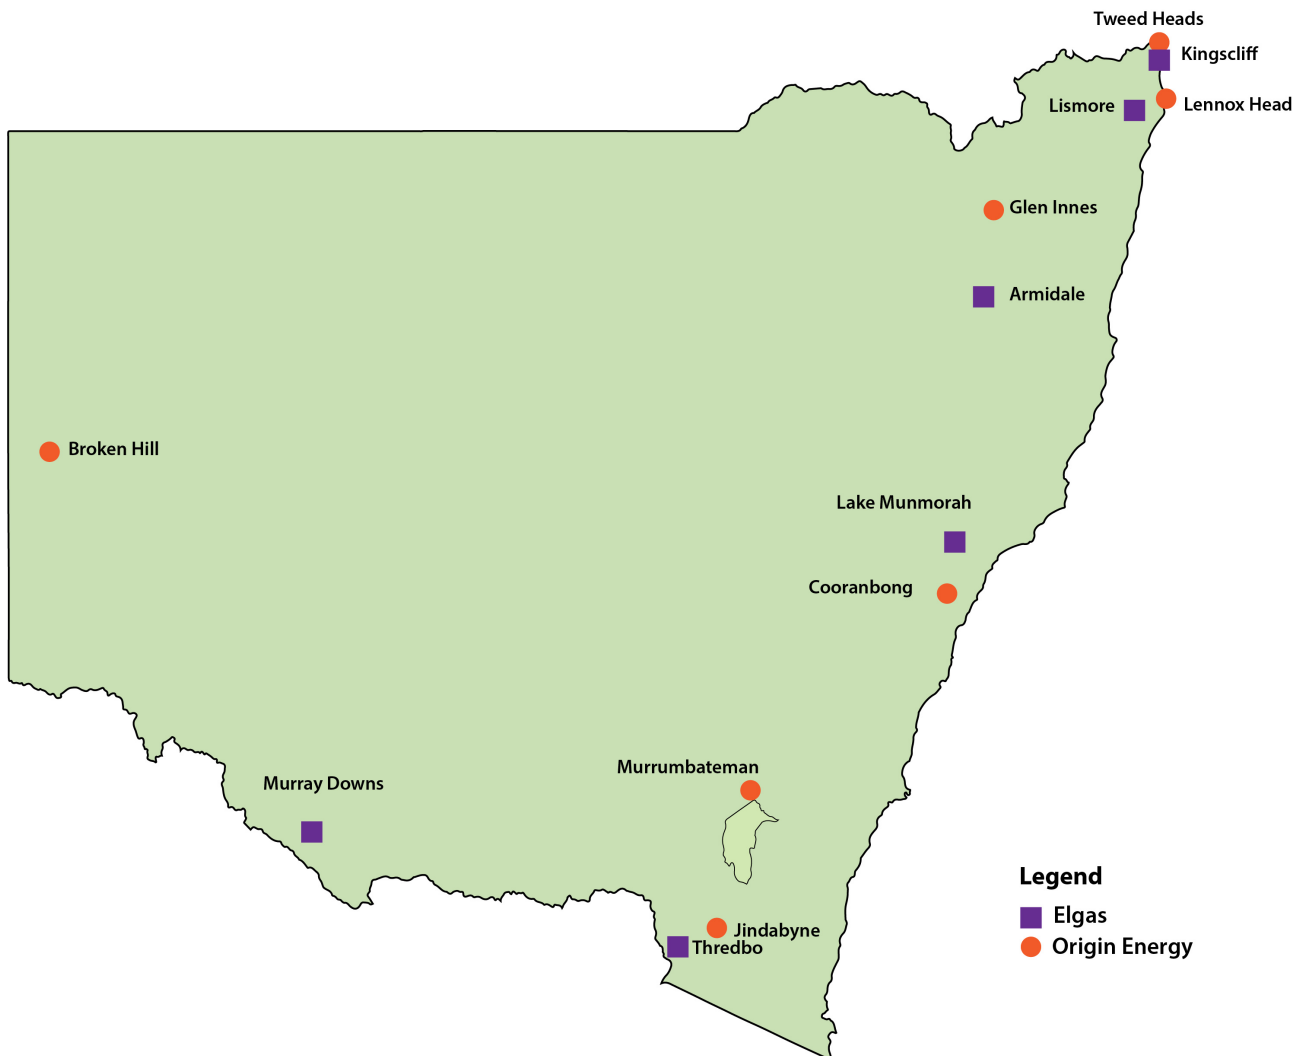 Tweed Heads
Kingscliff
Lismore
Lennox Head
Glen Innes
Armidale
Broken Hill
Lake Munmorah
Cooranbong
Murrumbateman
Murray Downs
Legend
Elgas
Origin Energy
Jindabyne
Thredbo